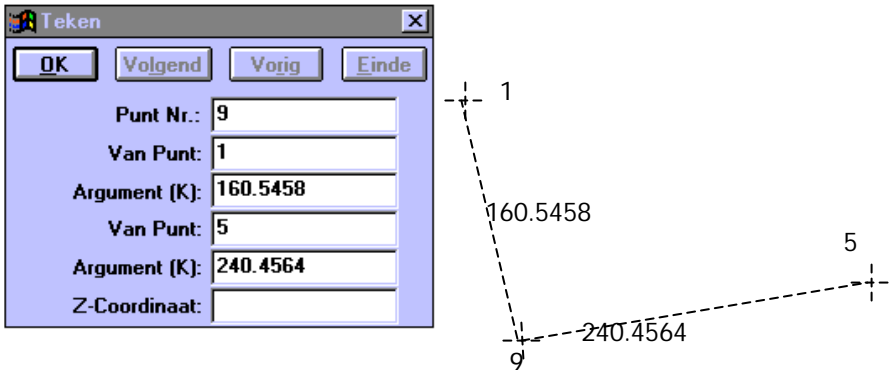 Teken
OK Volgend Vorig Einde
Punt Nr.: 9
Van Punt: 1
Argument (K): 160.5458
Van Punt: 5
Argument (K): 240.4564
Z-Coordinaat:
1
160.5458
5
240.4564
9